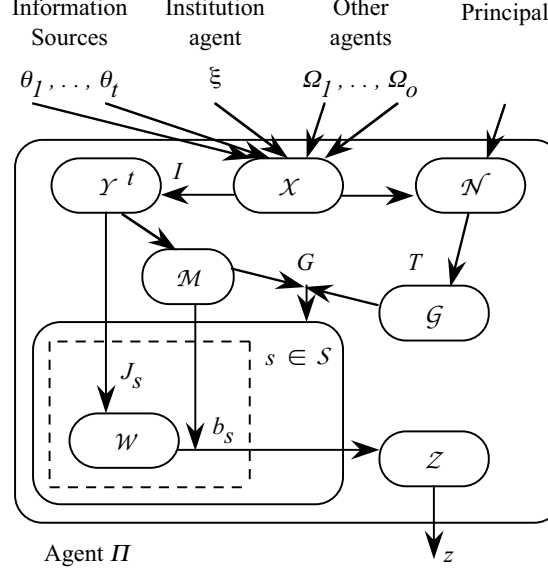 Information Institution Other Principal
Sources agent agents
θ1 , . . , θt ξ Ω1 , . . , Ωo
Y t I X N
M G T G
s ∈ S
Js
W bs Z
Agent Π z